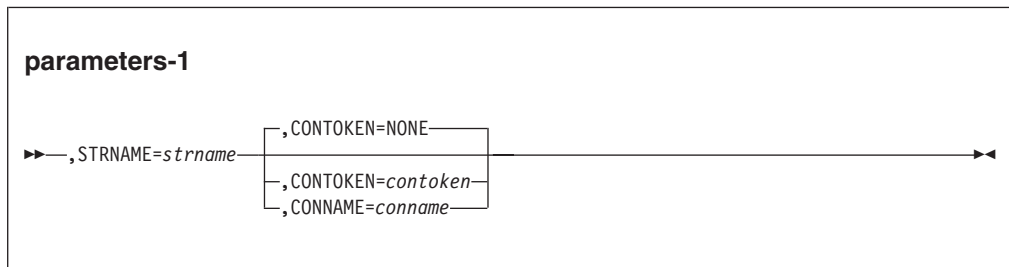 parameters-1
,CONTOKEN=NONE
,STRNAME=strname
,CONTOKEN=contoken
,CONNAME=conname